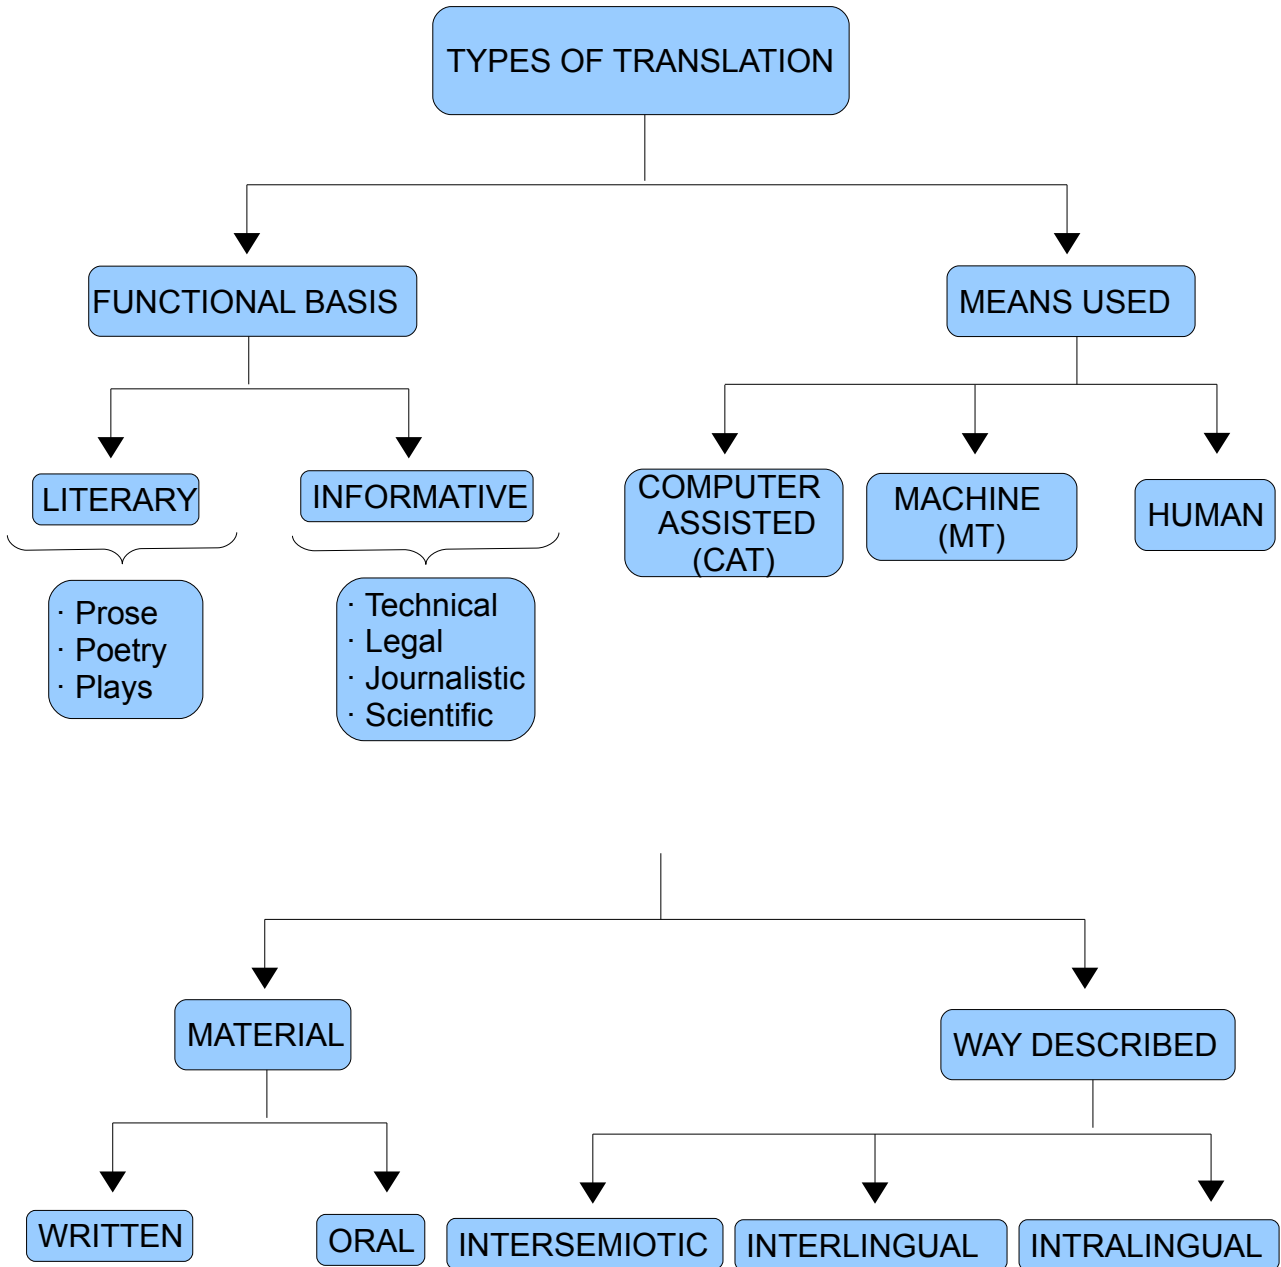 TYPES OF TRANSLATION
FUNCTIONAL BASIS
MEANS USED
LITERARY
INFORMATIVE
COMPUTER
ASSISTED
(CAT)
MACHINE
(MT)
HUMAN
· Prose
· Poetry
· Plays
· Technical
· Legal
· Journalistic
· Scientific
MATERIAL
WAY DESCRIBED
WRITTEN
ORAL
INTERSEMIOTIC
INTERLINGUAL
INTRALINGUAL